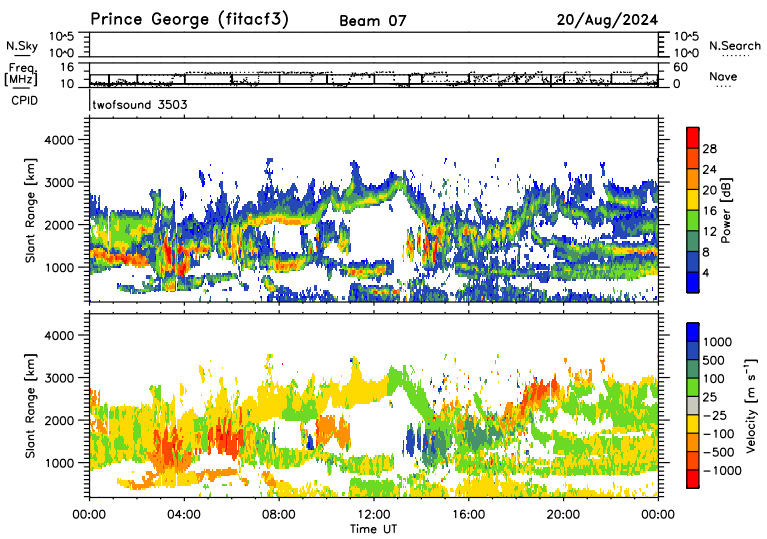 Prince George (fitacf3)
Beam 07
20/Aug/2024
N.Sky
10^5
10^0
10^5
10^0
N.Search
Freq.
[MHz]
16
10
60
0
Nave
CPID
twofsound 3503
Slant Range [km]
4000
3000
2000
1000
28
24
20
16
12
8
4
Power [dB]
Slant Range [km]
4000
3000
2000
1000
1000
500
100
25
-25
-100
-500
-1000
Velocity [m s⁻¹]
00:00
04:00
08:00
12:00
16:00
20:00
00:00
Time UT